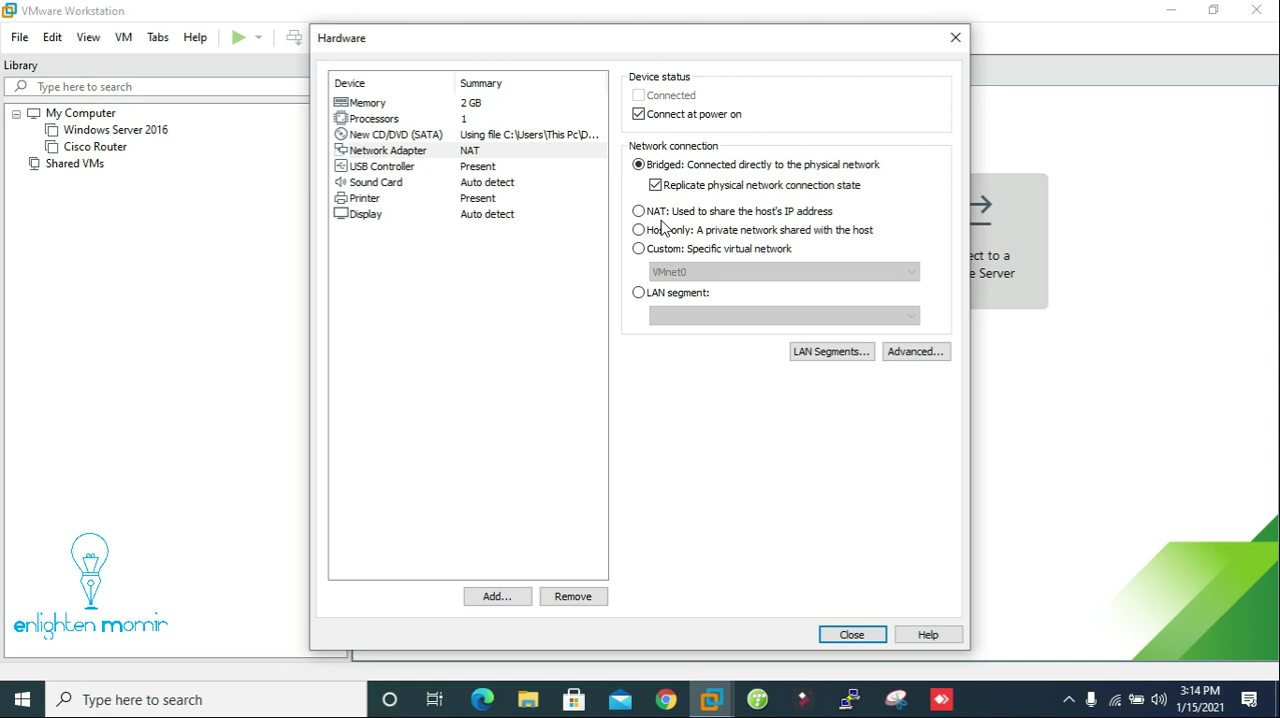 VMware Workstation
File Edit View VM Tabs Help
Library
Type here to search
My Computer
Windows Server 2016
Cisco Router
Shared VMs
Hardware
Device Summary
Memory 2 GB
Processors 1
New CD/DVD (SATA) Using file C:\Users\This Pc\D...
Network Adapter NAT
USB Controller Present
Sound Card Auto detect
Printer Present
Display Auto detect
Add... Remove
Device status
Connected
Connect at power on
Network connection
Bridged: Connected directly to the physical network
Replicate physical network connection state
NAT: Used to share the host's IP address
Host-only: A private network shared with the host
Custom: Specific virtual network
VMnet0
LAN segment:
LAN Segments... Advanced...
Close Help
ect to a
e Server
enlighten mornir
Type here to search
3:14 PM
1/15/2021